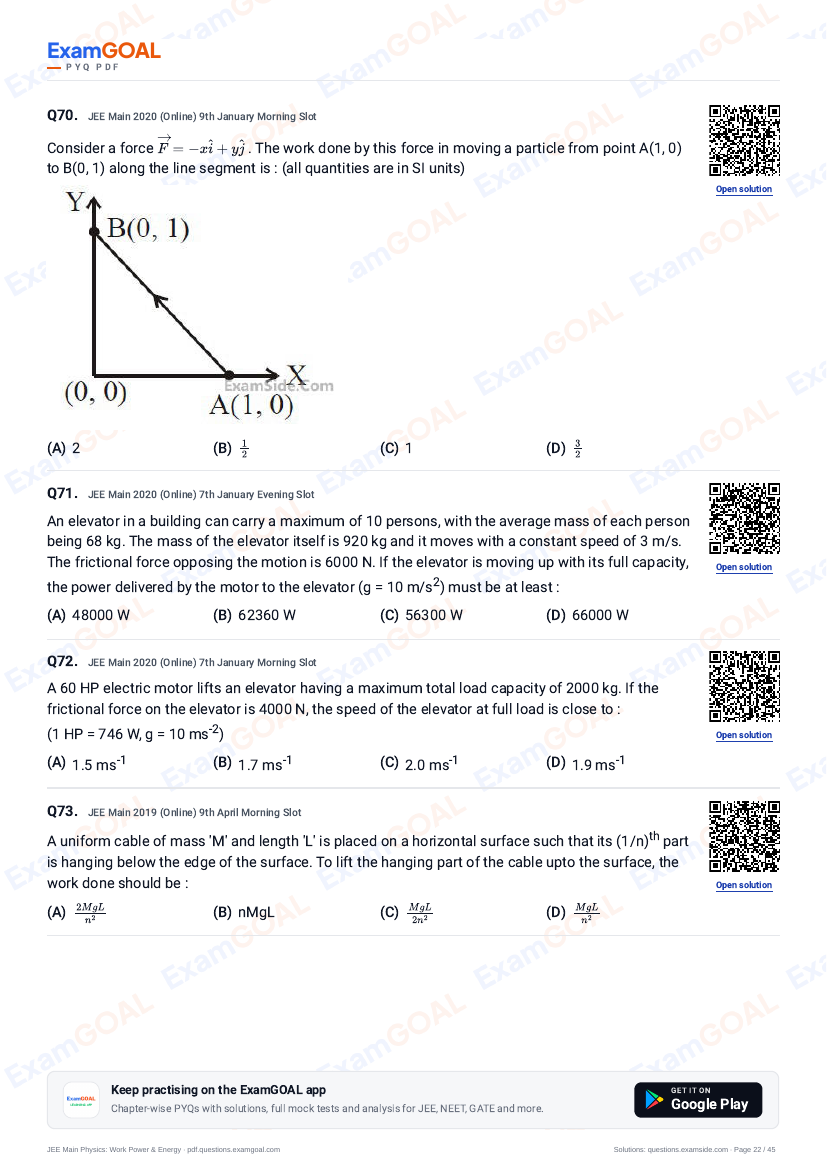 ExamGOAL
PYQ PDF
Q70. JEE Main 2020 (Online) 9th January Morning Slot
Consider a force $\overrightarrow{F} = -x\hat{i} + y\hat{j}$. The work done by this force in moving a particle from point A(1, 0)
to B(0, 1) along the line segment is : (all quantities are in SI units)
Open solution
Y
B(0, 1)
X
ExamSide.Com
(0, 0)
A(1, 0)
(A) 2 (B) $\frac{1}{2}$ (C) 1 (D) $\frac{3}{2}$
Q71. JEE Main 2020 (Online) 7th January Evening Slot
An elevator in a building can carry a maximum of 10 persons, with the average mass of each person
being 68 kg. The mass of the elevator itself is 920 kg and it moves with a constant speed of 3 m/s.
The frictional force opposing the motion is 6000 N. If the elevator is moving up with its full capacity,
the power delivered by the motor to the elevator (g = 10 m/s²) must be at least :
Open solution
(A) 48000 W (B) 62360 W (C) 56300 W (D) 66000 W
Q72. JEE Main 2020 (Online) 7th January Morning Slot
A 60 HP electric motor lifts an elevator having a maximum total load capacity of 2000 kg. If the
frictional force on the elevator is 4000 N, the speed of the elevator at full load is close to :
(1 HP = 746 W, g = 10 ms⁻²)
Open solution
(A) 1.5 ms⁻¹ (B) 1.7 ms⁻¹ (C) 2.0 ms⁻¹ (D) 1.9 ms⁻¹
Q73. JEE Main 2019 (Online) 9th April Morning Slot
A uniform cable of mass 'M' and length 'L' is placed on a horizontal surface such that its (1/n)ᵗʰ part
is hanging below the edge of the surface. To lift the hanging part of the cable upto the surface, the
work done should be :
Open solution
(A) $\frac{2MgL}{n^2}$ (B) nMgL (C) $\frac{MgL}{2n^2}$ (D) $\frac{MgL}{n^2}$
Keep practising on the ExamGOAL app
Chapter-wise PYQs with solutions, full mock tests and analysis for JEE, NEET, GATE and more.
GET IT ON
Google Play
JEE Main Physics: Work Power & Energy · pdf.questions.examgoal.com
Solutions: questions.examside.com · Page 22 / 45